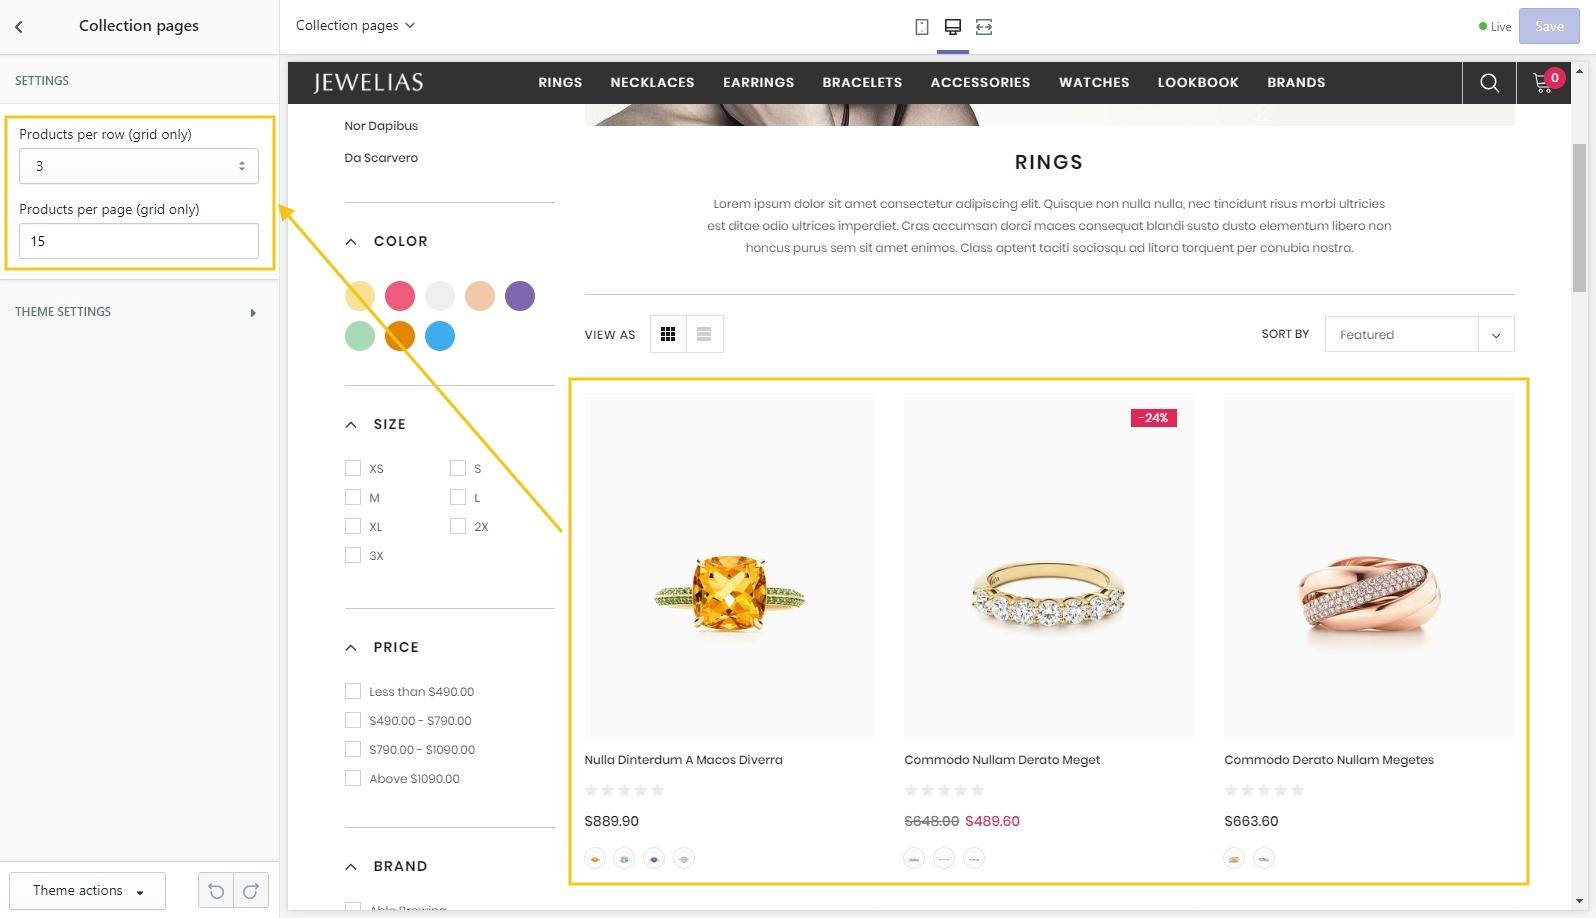 Collection pages
Collection pages
Live
Save
SETTINGS
Products per row (grid only)
3
Products per page (grid only)
15
THEME SETTINGS
Theme actions
JEWELIAS
RINGS
NECKLACES
EARRINGS
BRACELETS
ACCESSORIES
WATCHES
LOOKBOOK
BRANDS
0
Nor Dapibus
Da Scarvero
COLOR
SIZE
XS
S
M
L
XL
2X
3X
PRICE
Less than $490.00
$490.00 - $790.00
$790.00 - $1090.00
Above $1090.00
BRAND
RINGS
Lorem ipsum dolor sit amet consectetur adipiscing elit. Quisque non nulla nulla, nec tincidunt risus morbi ultricies
est ditae odio ultrices imperdiet. Cras accumsan dorci maces consequat blandi susto dusto elementum libero non
honcus purus sem sit amet enimos. Class aptent taciti sociosqu ad litora torquent per conubia nostra.
VIEW AS
SORT BY
Featured
-24%
Nulla Dinterdum A Macos Diverra
$889.90
Commodo Nullam Derato Meget
$648.00 $489.60
Commodo Derato Nullam Megetes
$663.60